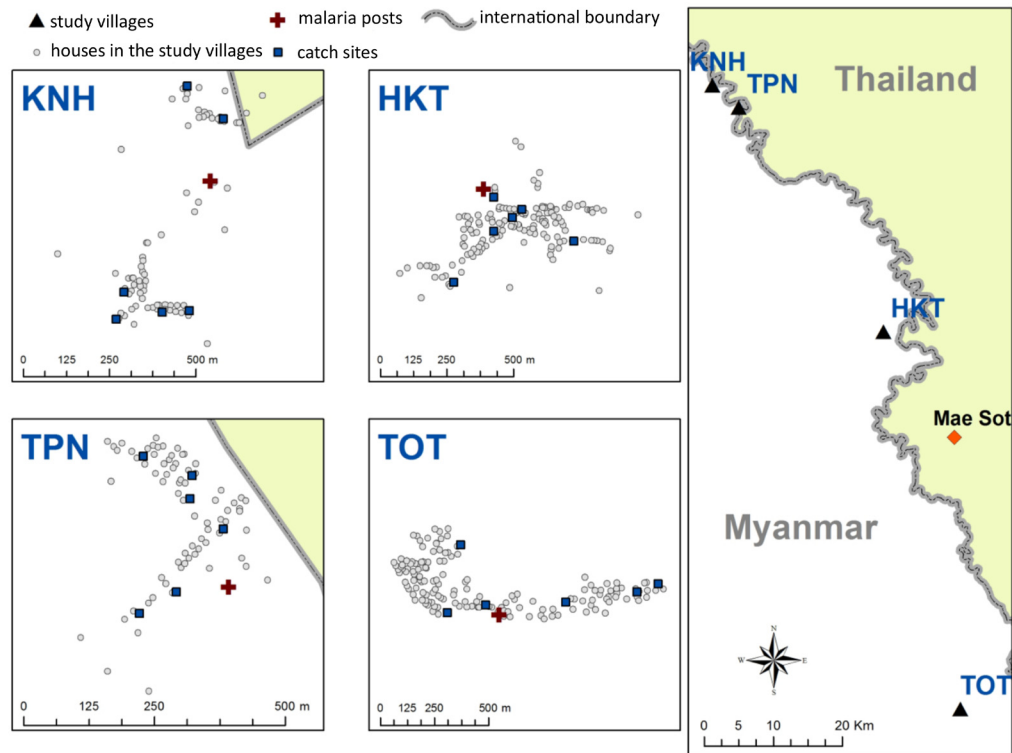 study villages
malaria posts
international boundary
houses in the study villages
catch sites
KNH
0 125 250 500 m
HKT
0 125 250 500 m
TPN
0 125 250 500 m
TOT
0 125 250 500 m
KNH
TPN
Thailand
HKT
Mae Sot
Myanmar
N
W E
S
TOT
0 5 10 20 Km